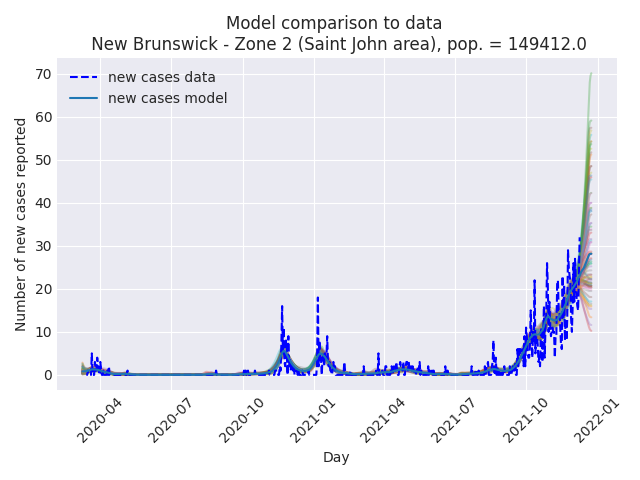 Model comparison to data
New Brunswick - Zone 2 (Saint John area), pop. = 149412.0
new cases data
new cases model
Number of new cases reported
70
60
50
40
30
20
10
0
2020-04
2020-07
2020-10
2021-01
2021-04
2021-07
2021-10
2022-01
Day